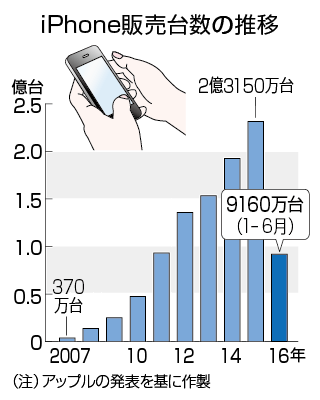 iPhone販売台数の推移
億台
2億3150万台
2.5
2.0
1.5
9160万台
(1–6月)
1.0
370
万台
0.5
0
2007 10 12 14 16年
(注)アップルの発表を基に作製